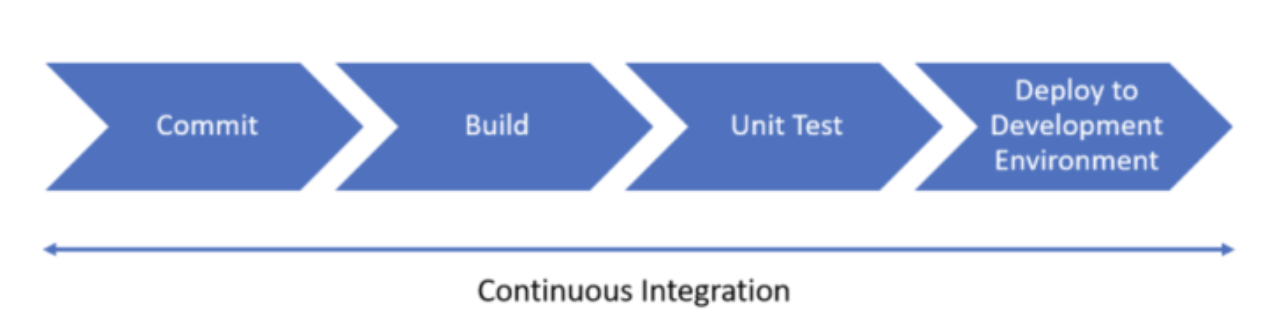 Commit
Build
Unit Test
Deploy to
Development
Environment
Continuous Integration